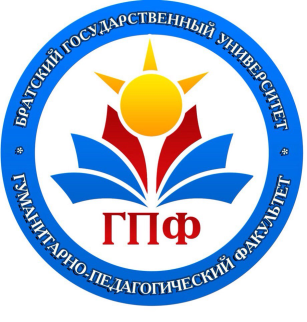 БРАТСКИЙ ГОСУДАРСТВЕННЫЙ УНИВЕРСИТЕТ
ГПФ
* ГУМАНИТАРНО-ПЕДАГОГИЧЕСКИЙ ФАКУЛЬТЕТ *